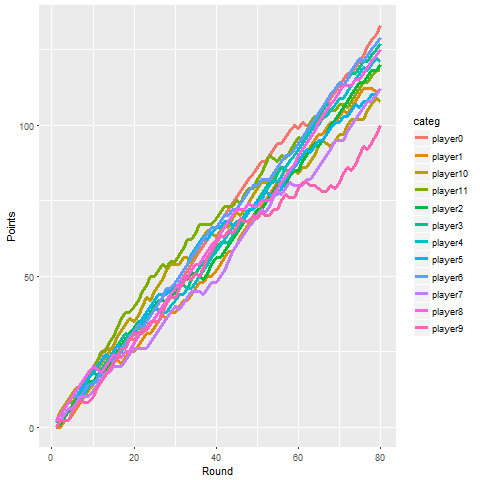 100
50
0
0
20
40
60
80
Round
Points
categ
player0
player1
player10
player11
player2
player3
player4
player5
player6
player7
player8
player9